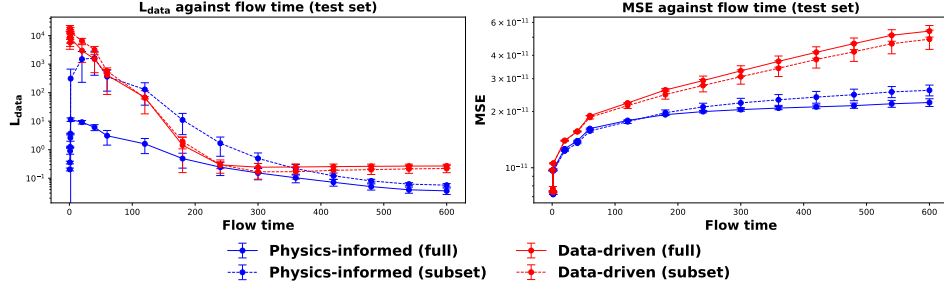 L_data against flow time (test set)
10^4
10^3
10^2
10^1
10^0
10^−1
L_data
0 100 200 300 400 500 600
Flow time
MSE against flow time (test set)
6×10^−11
4×10^−11
3×10^−11
2×10^−11
10^−11
MSE
0 100 200 300 400 500 600
Flow time
Physics-informed (full)
Physics-informed (subset)
Data-driven (full)
Data-driven (subset)